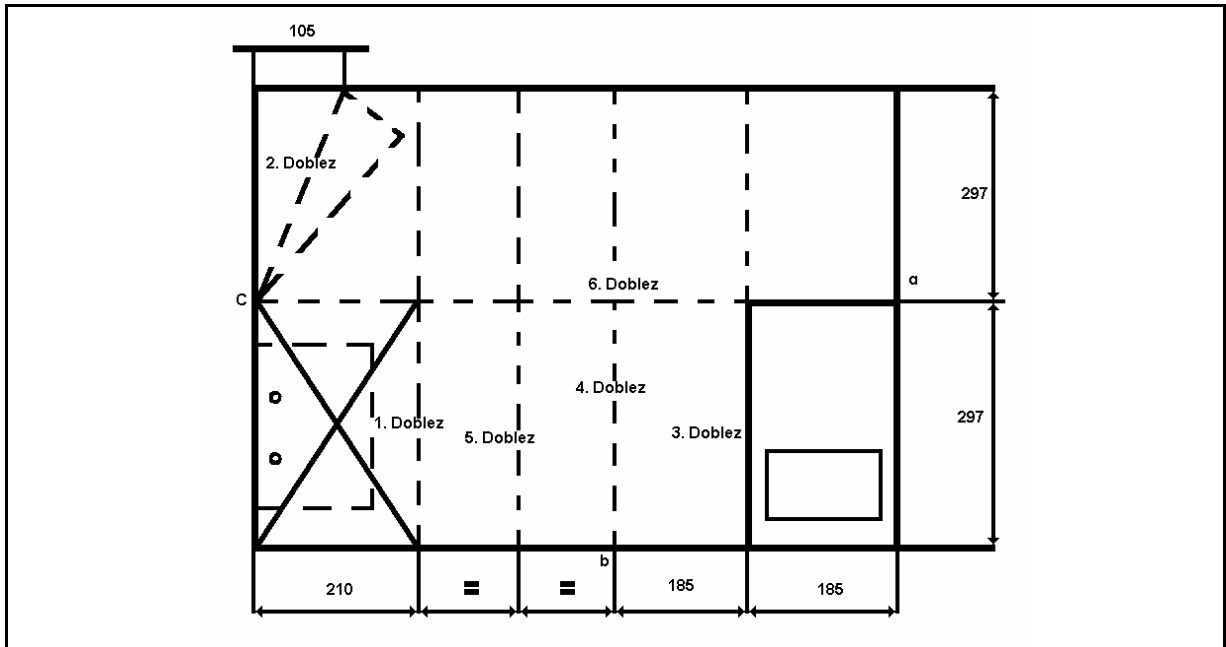 105
2. Doblez
297
a
6. Doblez
C
4. Doblez
1. Doblez
5. Doblez
3. Doblez
297
b
210
=
=
185
185